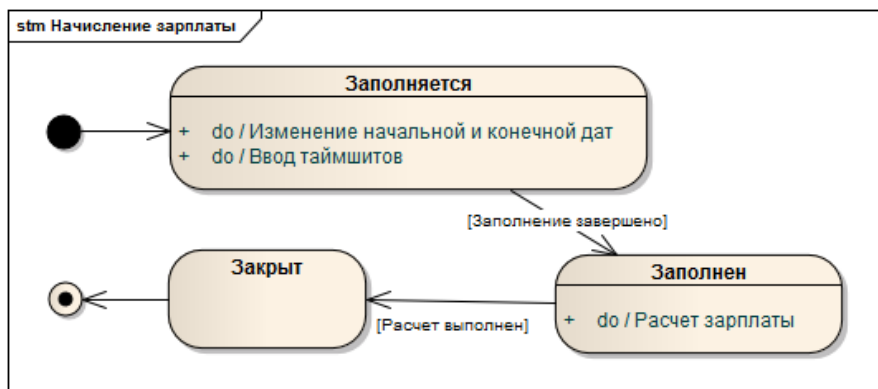 stm Начисление зарплаты
Заполняется
+ do / Изменение начальной и конечной дат
+ do / Ввод таймшитов
[Заполнение завершено]
Закрыт
Заполнен
+ do / Расчет зарплаты
[Расчет выполнен]